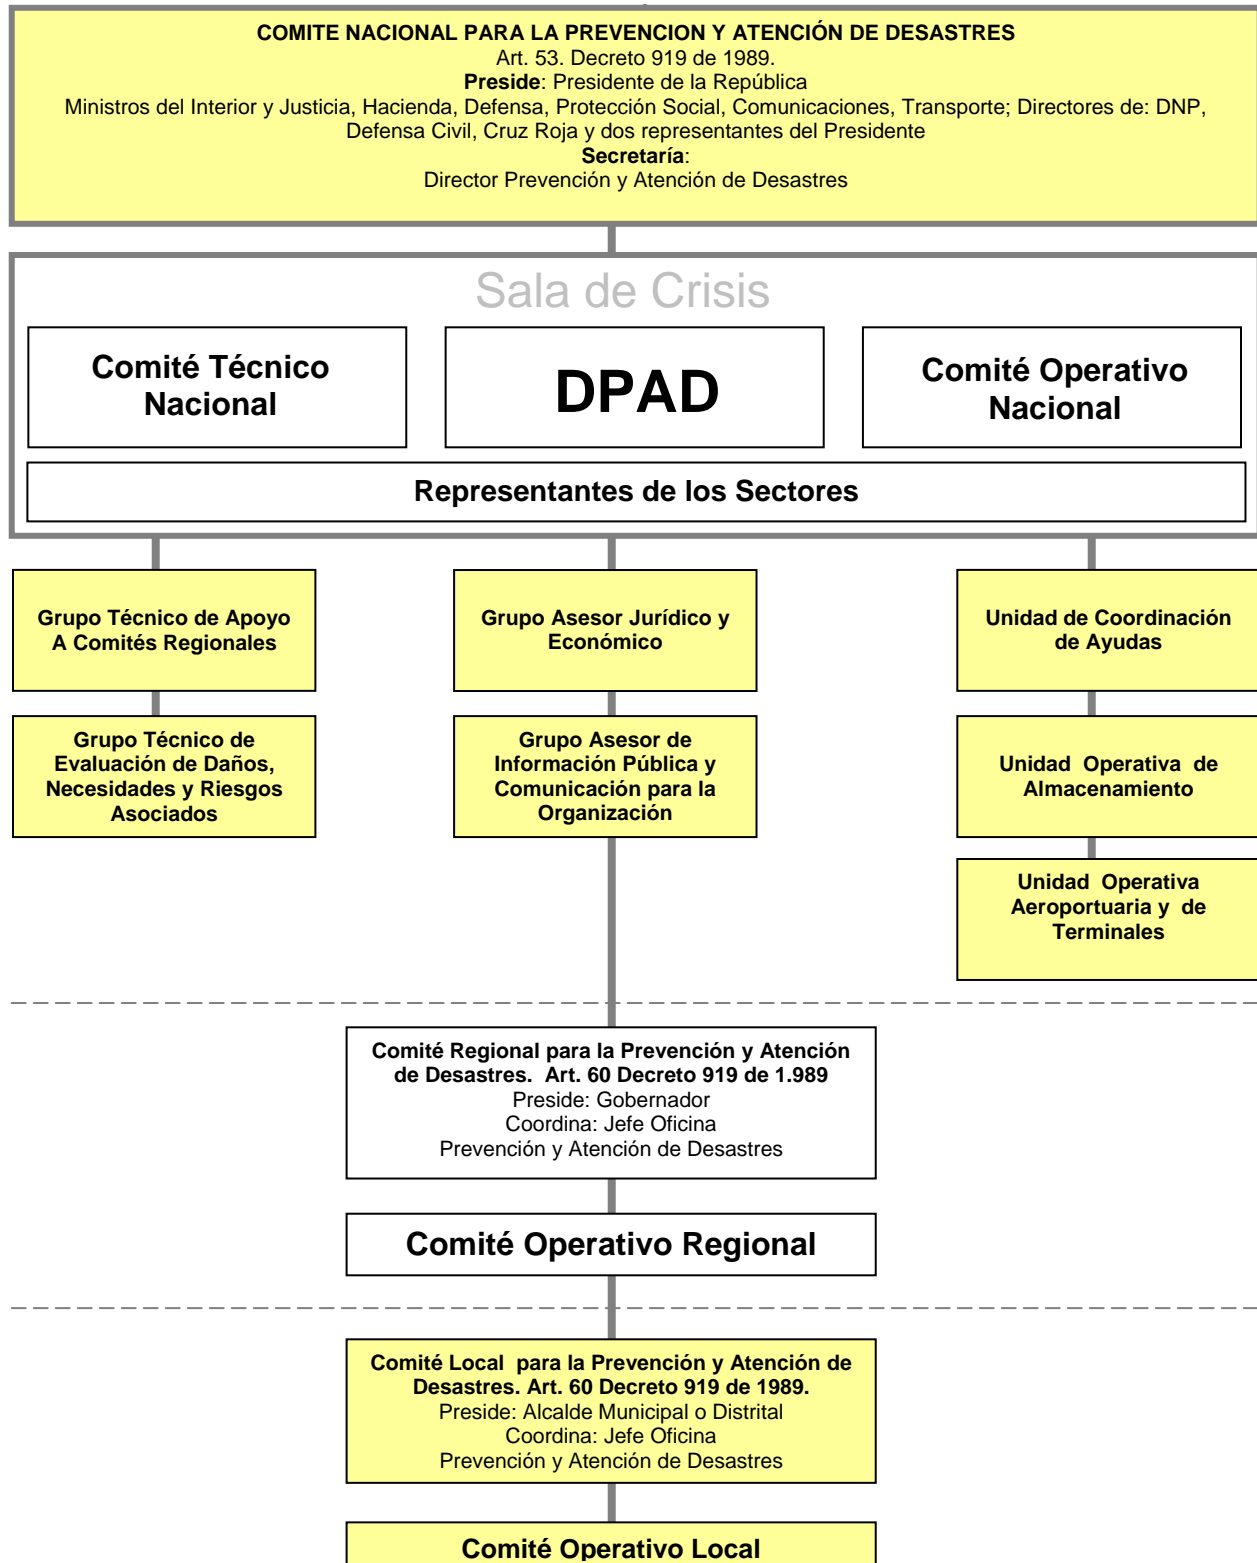 COMITE NACIONAL PARA LA PREVENCION Y ATENCIÓN DE DESASTRES
Art. 53. Decreto 919 de 1989.
Preside: Presidente de la República
Ministros del Interior y Justicia, Hacienda, Defensa, Protección Social, Comunicaciones, Transporte; Directores de: DNP,
Defensa Civil, Cruz Roja y dos representantes del Presidente
Secretaría:
Director Prevención y Atención de Desastres
Sala de Crisis
Comité Técnico
Nacional
DPAD
Comité Operativo
Nacional
Representantes de los Sectores
Grupo Técnico de Apoyo
A Comités Regionales
Grupo Asesor Jurídico y
Económico
Unidad de Coordinación
de Ayudas
Grupo Técnico de
Evaluación de Daños,
Necesidades y Riesgos
Asociados
Grupo Asesor de
Información Pública y
Comunicación para la
Organización
Unidad Operativa de
Almacenamiento
Unidad Operativa
Aeroportuaria y de
Terminales
Comité Regional para la Prevención y Atención
de Desastres. Art. 60 Decreto 919 de 1.989
Preside: Gobernador
Coordina: Jefe Oficina
Prevención y Atención de Desastres
Comité Operativo Regional
Comité Local para la Prevención y Atención de
Desastres. Art. 60 Decreto 919 de 1989.
Preside: Alcalde Municipal o Distrital
Coordina: Jefe Oficina
Prevención y Atención de Desastres
Comité Operativo Local